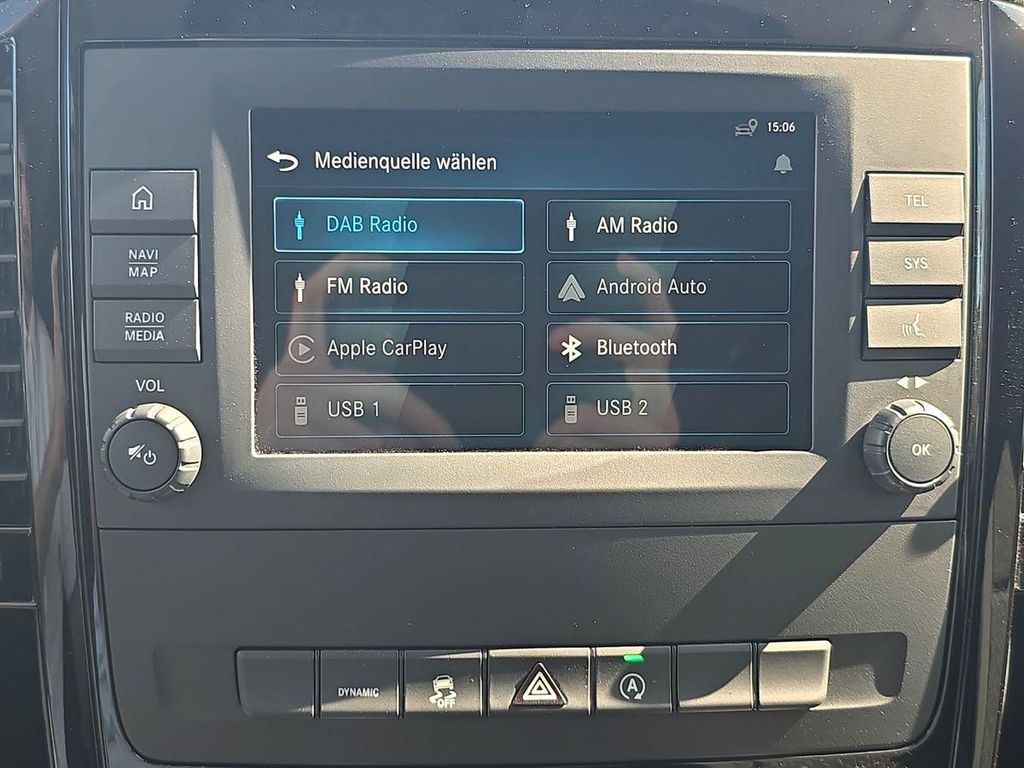 15:06
Medienquelle wählen
DAB Radio
AM Radio
FM Radio
Android Auto
Apple CarPlay
Bluetooth
USB 1
USB 2
NAVI
MAP
RADIO
MEDIA
VOL
TEL
SYS
OK
DYNAMIC
OFF
A